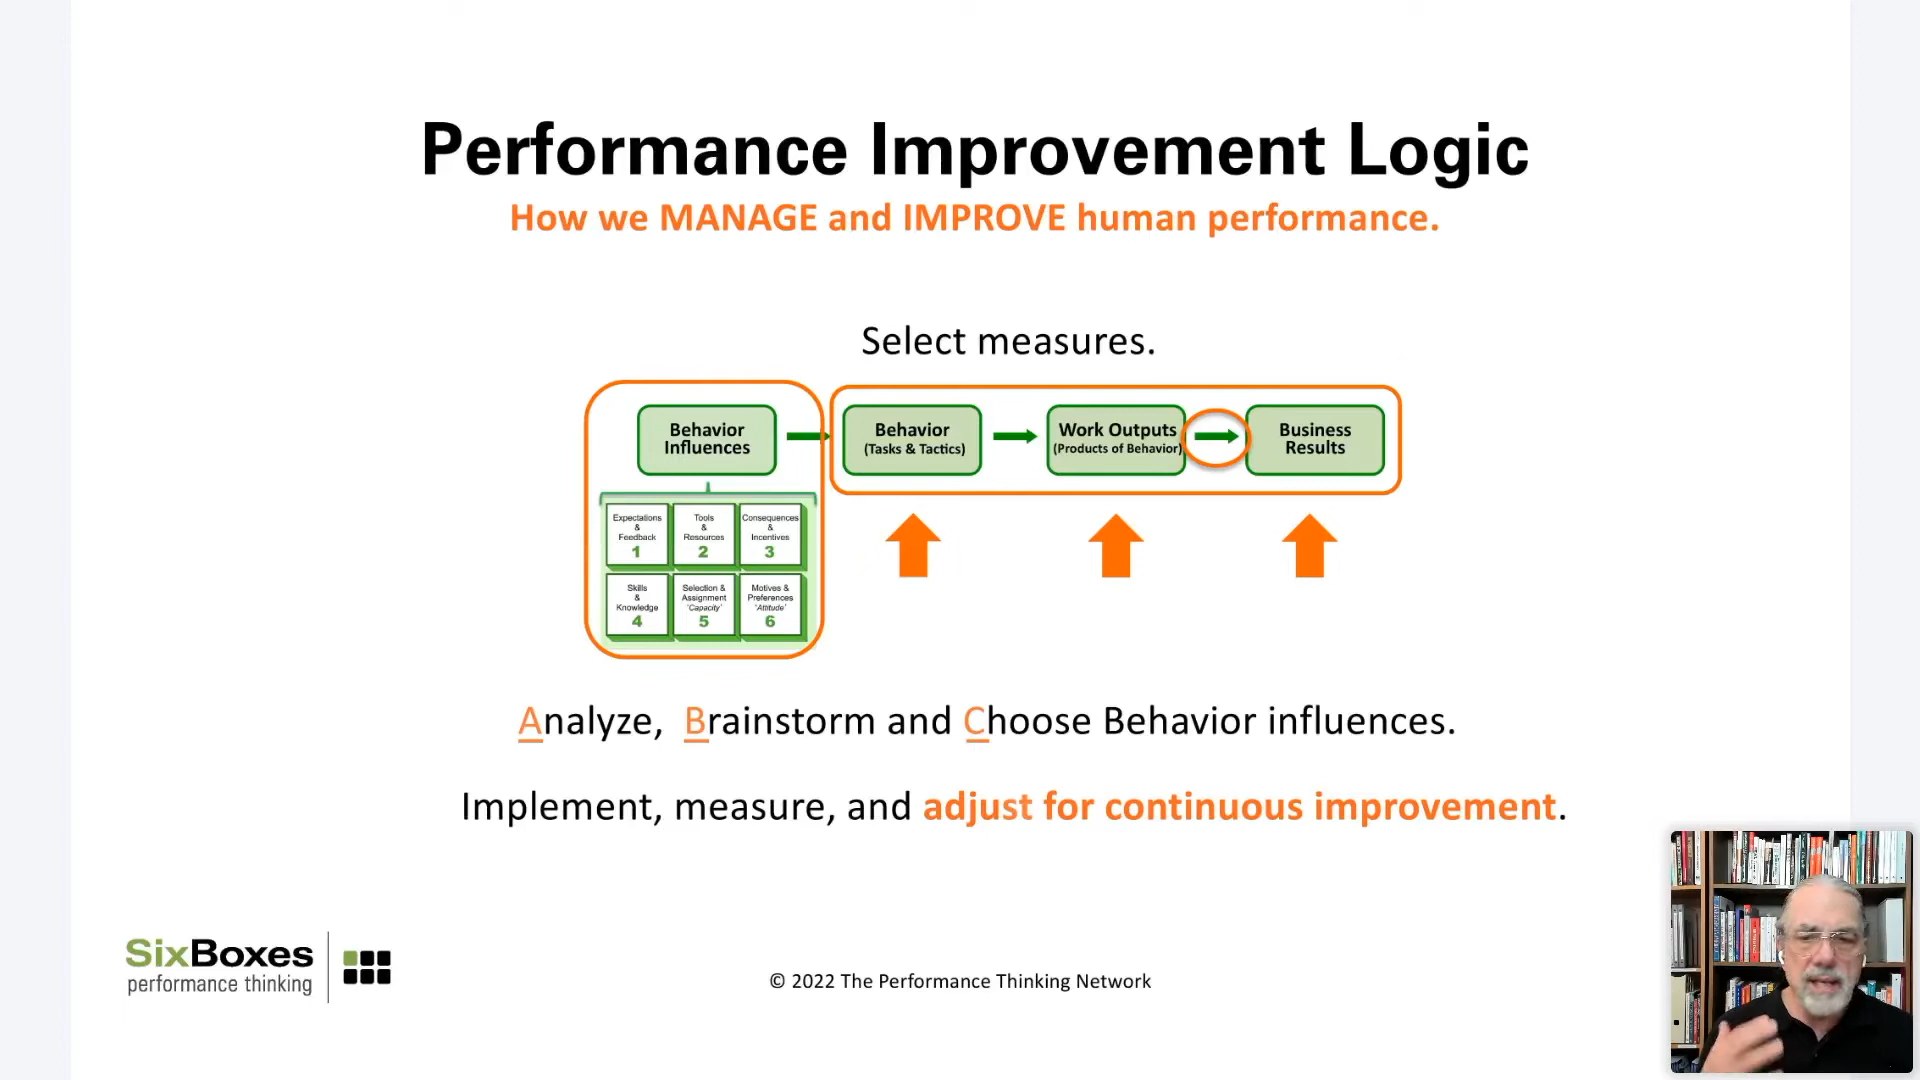 Performance Improvement Logic
How we MANAGE and IMPROVE human performance.
Select measures.
Behavior
Influences
Behavior
(Tasks & Tactics)
Work Outputs
(Products of Behavior)
Business
Results
Expectations
&
Feedback
1
Tools
&
Resources
2
Consequences
&
Incentives
3
Skills
&
Knowledge
4
Selection &
Assignment
'Capacity'
5
Motives &
Preferences
'Attitude'
6
Analyze, Brainstorm and Choose Behavior influences.
Implement, measure, and adjust for continuous improvement.
SixBoxes
performance thinking
© 2022 The Performance Thinking Network